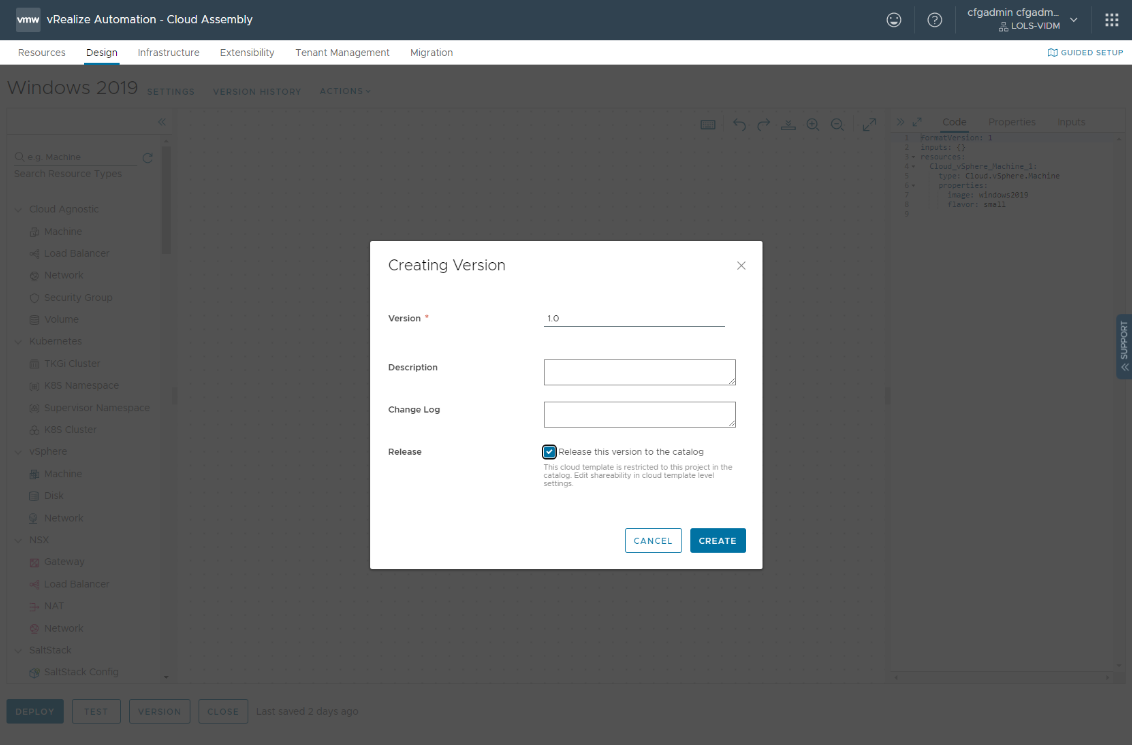 vmw vRealize Automation - Cloud Assembly
cfgadmin cfgadm...
LOLS-VIDM
Resources Design Infrastructure Extensibility Tenant Management Migration GUIDED SETUP
Windows 2019 SETTINGS VERSION HISTORY ACTIONS
Code Properties Inputs
e.g. Machine
Search Resource Types
Cloud Agnostic
Machine
Load Balancer
Network
Security Group
Volume
Kubernetes
TKGI Cluster
K8S Namespace
Supervisor Namespace
K8S Cluster
vSphere
Machine
Disk
Network
NSX
Gateway
Load Balancer
NAT
Network
SaltStack
SaltStack Config
1 formatVersion: 1
2 inputs: {}
3 resources:
4 Cloud_vSphere_Machine_1:
5 type: Cloud.vSphere.Machine
6 properties:
7 image: windows2019
8 flavor: small
9
Creating Version
Version * 1.0
Description
Change Log
Release Release this version to the catalog
This cloud template is restricted to this project in the
catalog. Edit shareability in cloud template level
settings.
CANCEL CREATE
SUPPORT
DEPLOY TEST VERSION CLOSE Last saved 2 days ago